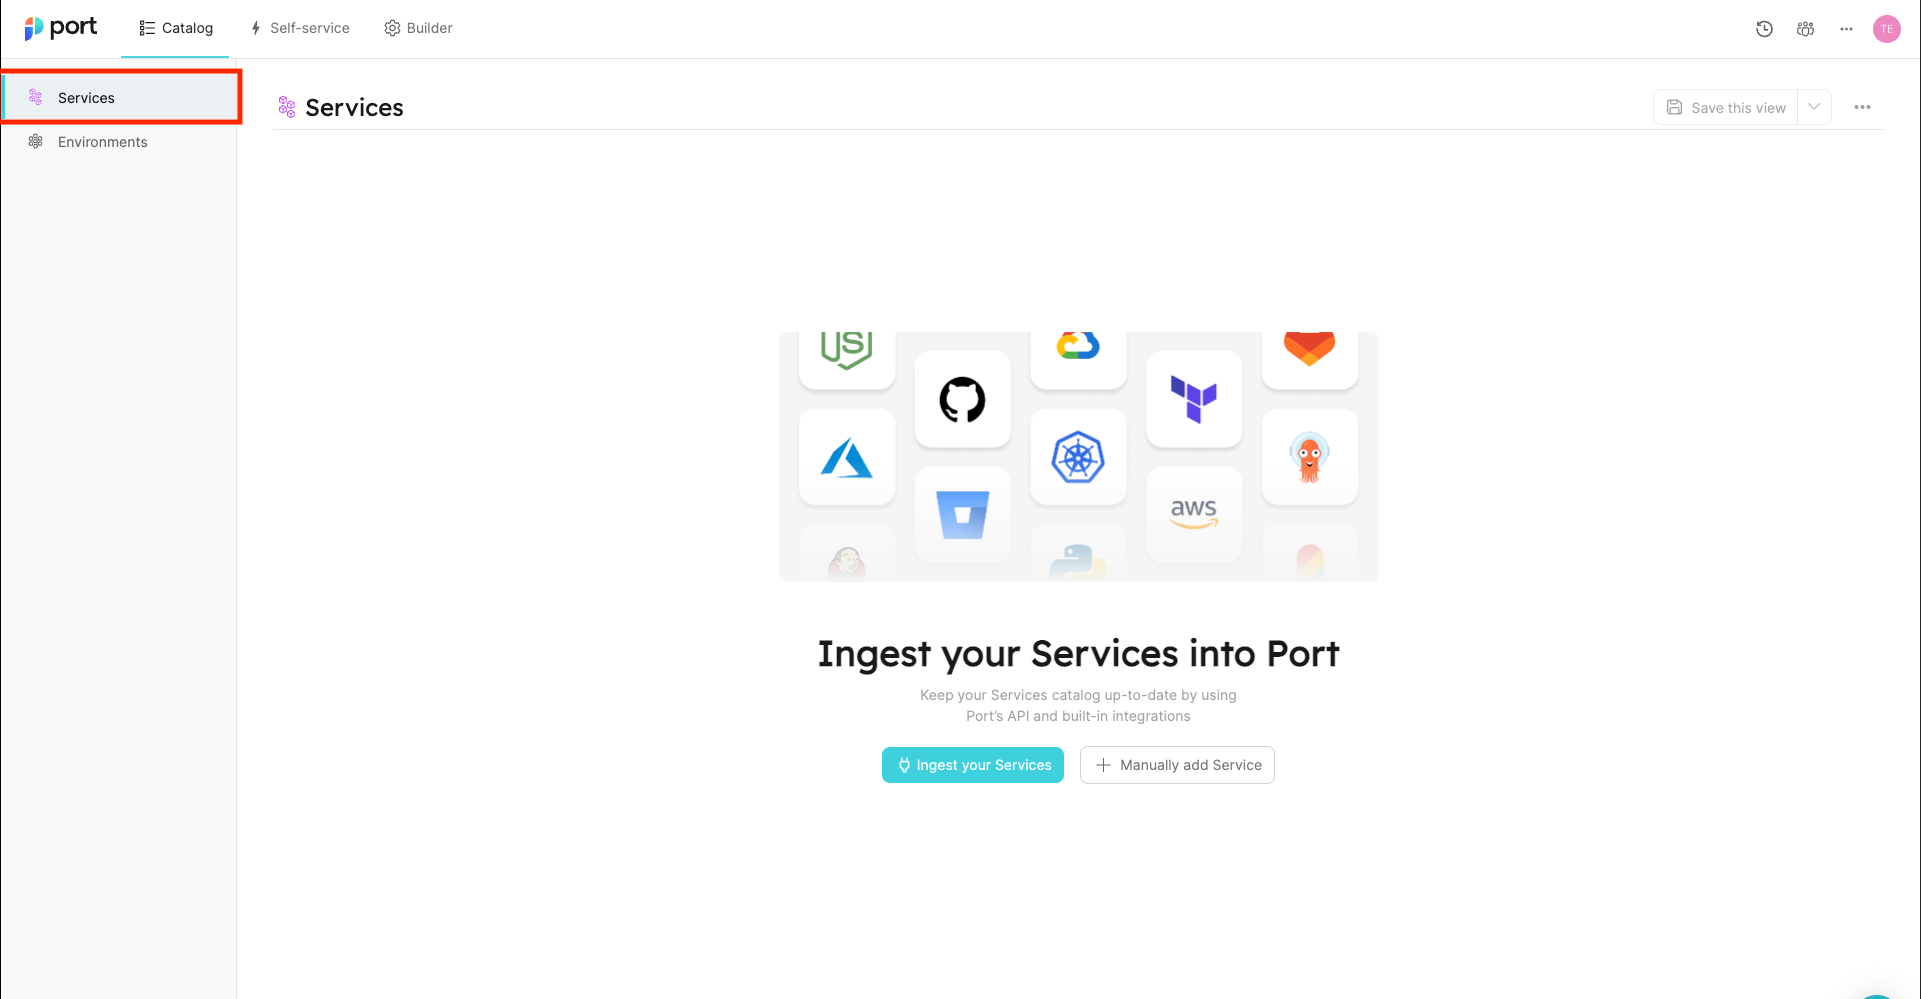 port
Catalog
Self-service
Builder
TE
Services
Environments
Services
Save this view
JS
aws
Ingest your Services into Port
Keep your Services catalog up-to-date by using
Port's API and built-in integrations
Ingest your Services
Manually add Service